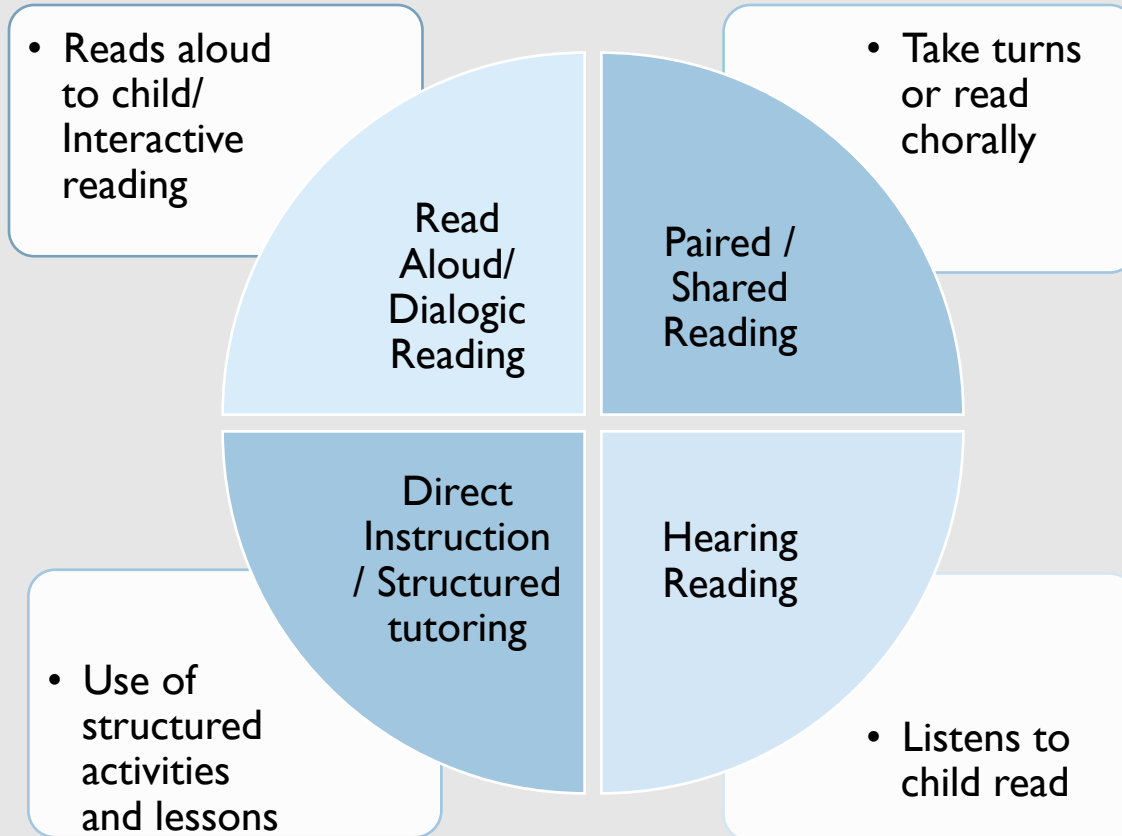 • Reads aloud
to child/
Interactive
reading
• Take turns
or read
chorally
Read
Aloud/
Dialogic
Reading
Paired /
Shared
Reading
Direct
Instruction
/ Structured
tutoring
Hearing
Reading
• Use of
structured
activities
and lessons
• Listens to
child read